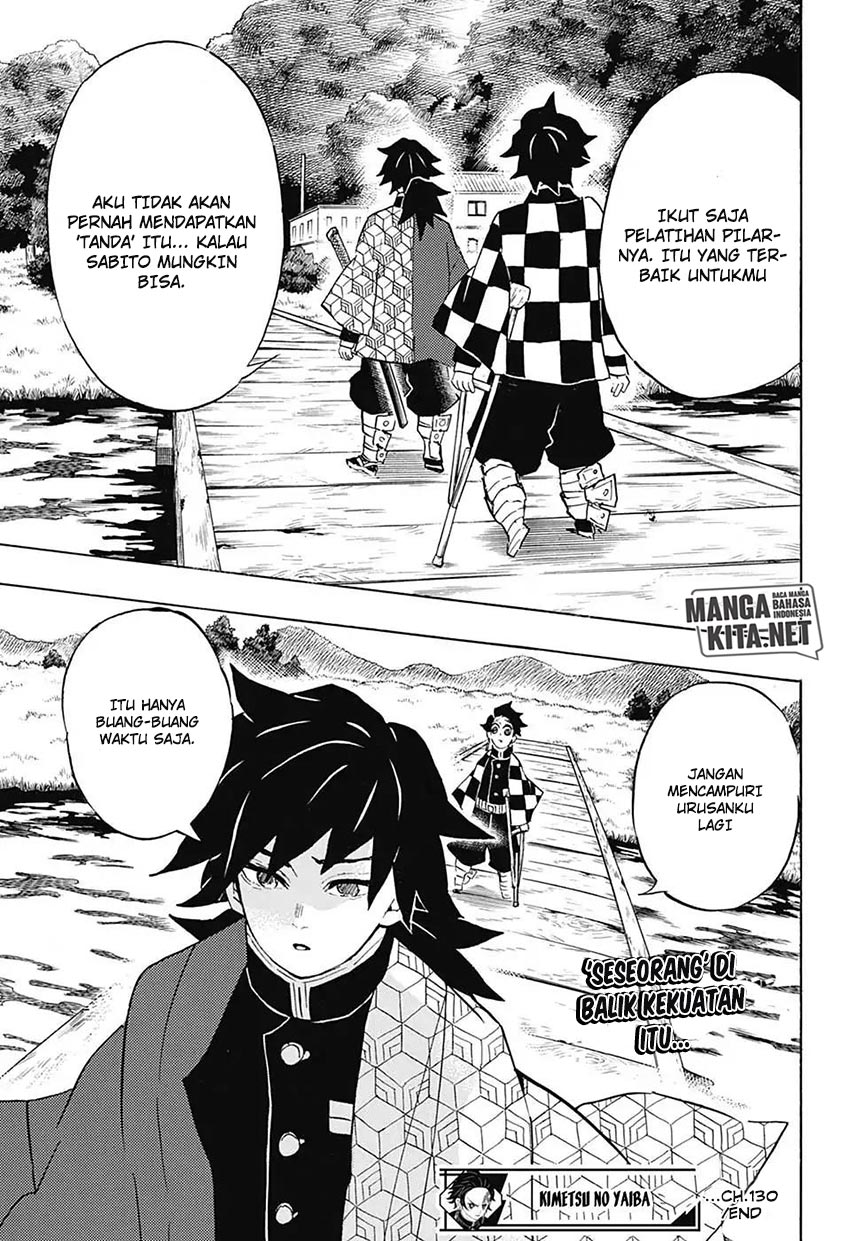 IKUT SAJA
PELATIHAN PILAR-
NYA. ITU YANG TER-
BAIK UNTUKMU
AKU TIDAK AKAN
PERNAH MENDAPATKAN
'TANDA' ITU... KALAU
SABITO MUNGKIN
BISA.
MANGA
KITA.NET
BACA MANGA
BAHASA
INDONESIA
JANGAN
MENCAMPURI
URUSANKU
LAGI
ITU HANYA
BUANG-BUANG
WAKTU SAJA.
'SESEORANG' DI
BALIK KEKUATAN
ITU...
KIMETSU NO YAIBA
...CH.130
/END